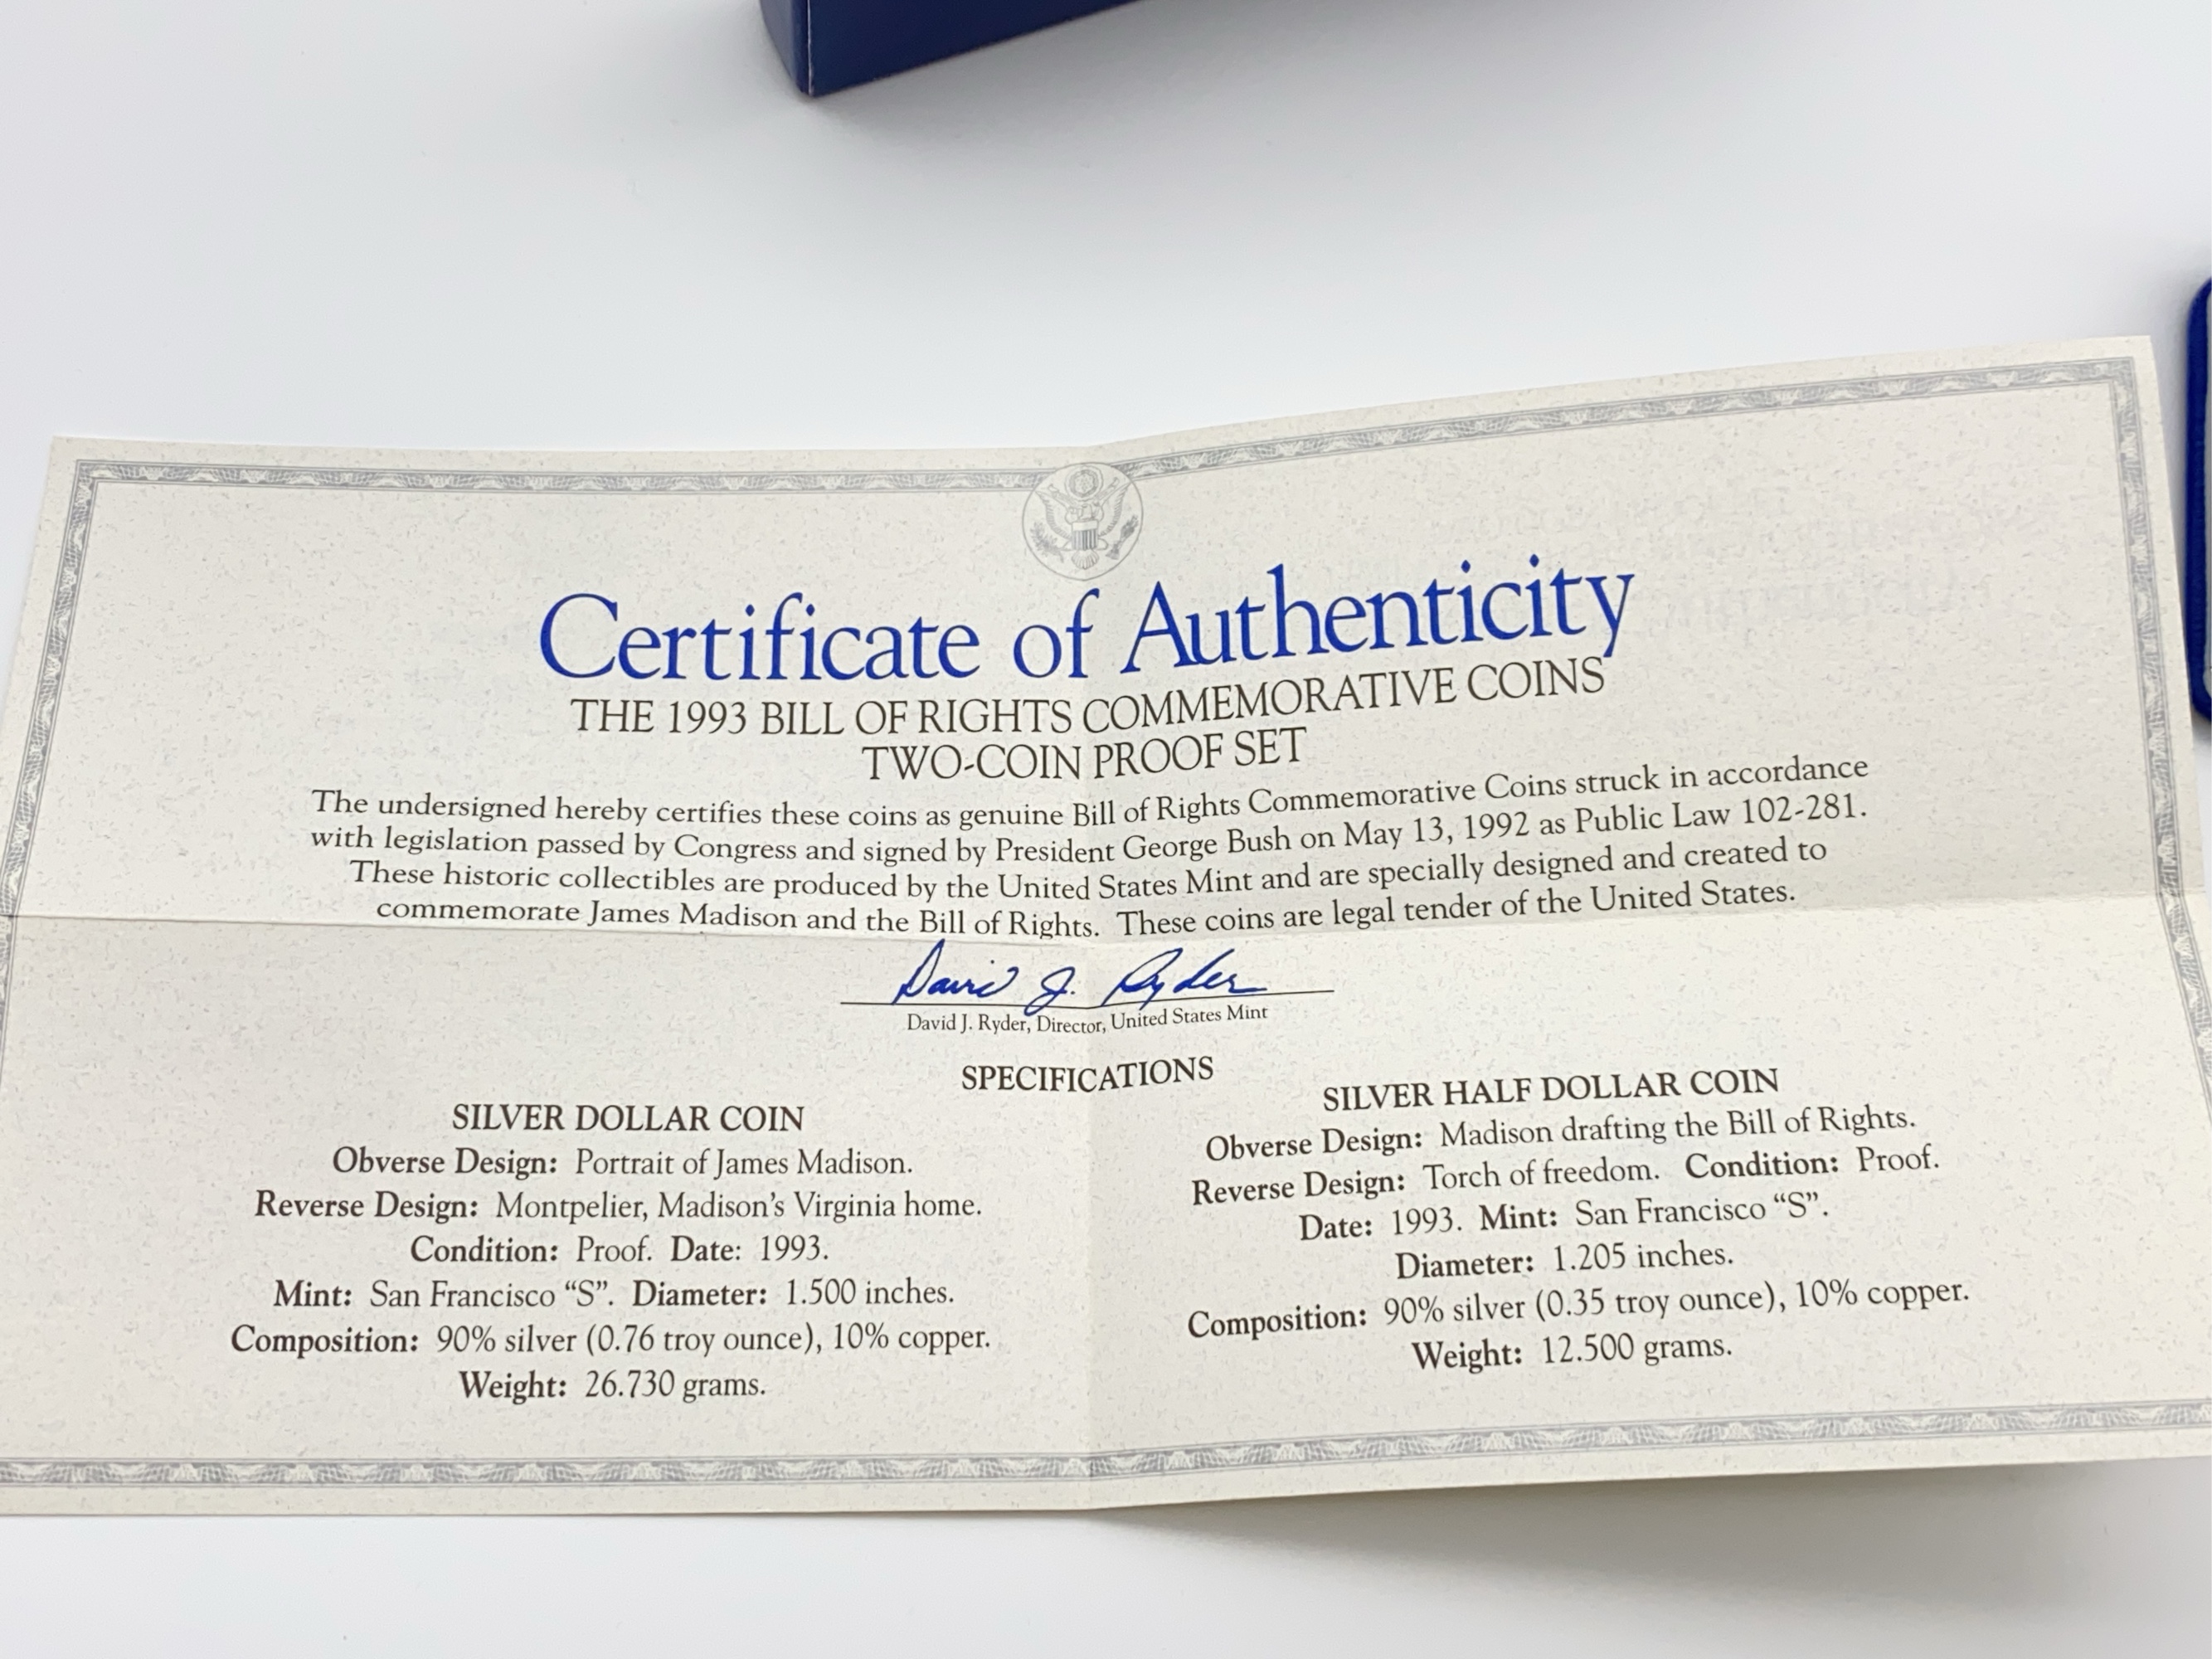 Certificate of Authenticity
THE 1993 BILL OF RIGHTS COMMEMORATIVE COINS
TWO-COIN PROOF SET
The undersigned hereby certifies these coins as genuine Bill of Rights Commemorative Coins struck in accordance
with legislation passed by Congress and signed by President George Bush on May 13, 1992 as Public Law 102-281.
These historic collectibles are produced by the United States Mint and are specially designed and created to
commemorate James Madison and the Bill of Rights. These coins are legal tender of the United States.
David J. Ryder
David J. Ryder, Director, United States Mint
SPECIFICATIONS
SILVER DOLLAR COIN
Obverse Design: Portrait of James Madison.
Reverse Design: Montpelier, Madison's Virginia home.
Condition: Proof. Date: 1993.
Mint: San Francisco “S”. Diameter: 1.500 inches.
Composition: 90% silver (0.76 troy ounce), 10% copper.
Weight: 26.730 grams.
SILVER HALF DOLLAR COIN
Obverse Design: Madison drafting the Bill of Rights.
Reverse Design: Torch of freedom. Condition: Proof.
Date: 1993. Mint: San Francisco “S”.
Diameter: 1.205 inches.
Composition: 90% silver (0.35 troy ounce), 10% copper.
Weight: 12.500 grams.